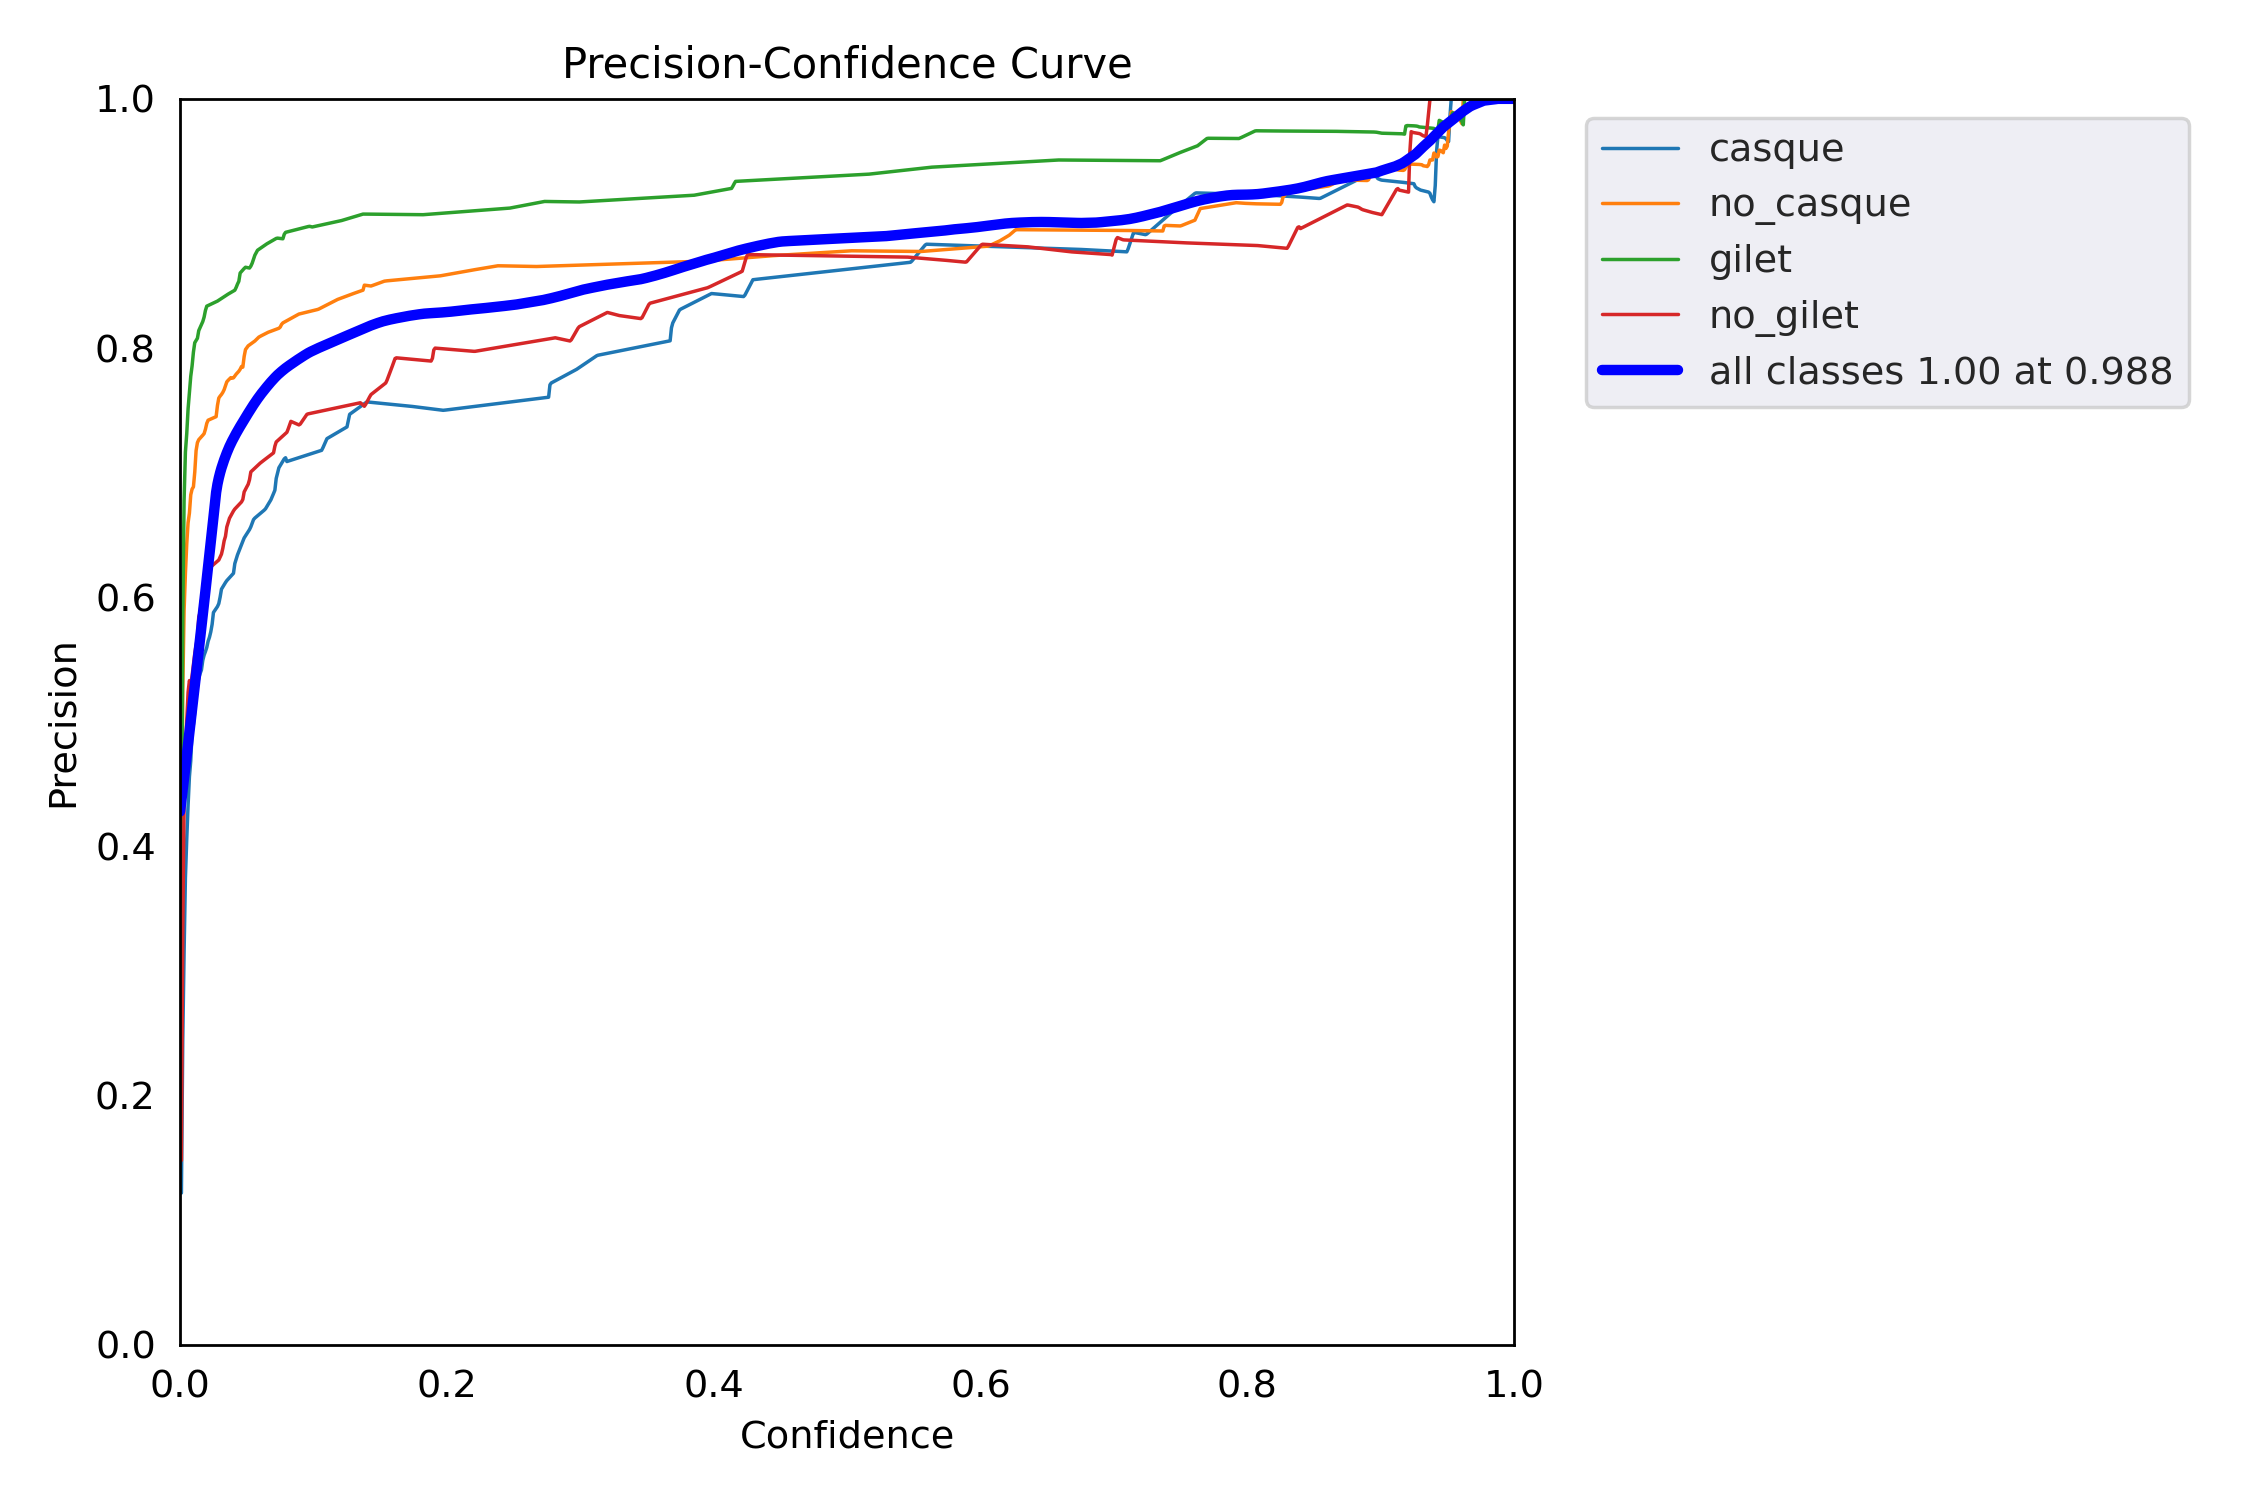 Precision-Confidence Curve
1.0
0.8
0.6
0.4
0.2
0.0
Precision
0.0 0.2 0.4 0.6 0.8 1.0
Confidence
casque
no_casque
gilet
no_gilet
all classes 1.00 at 0.988